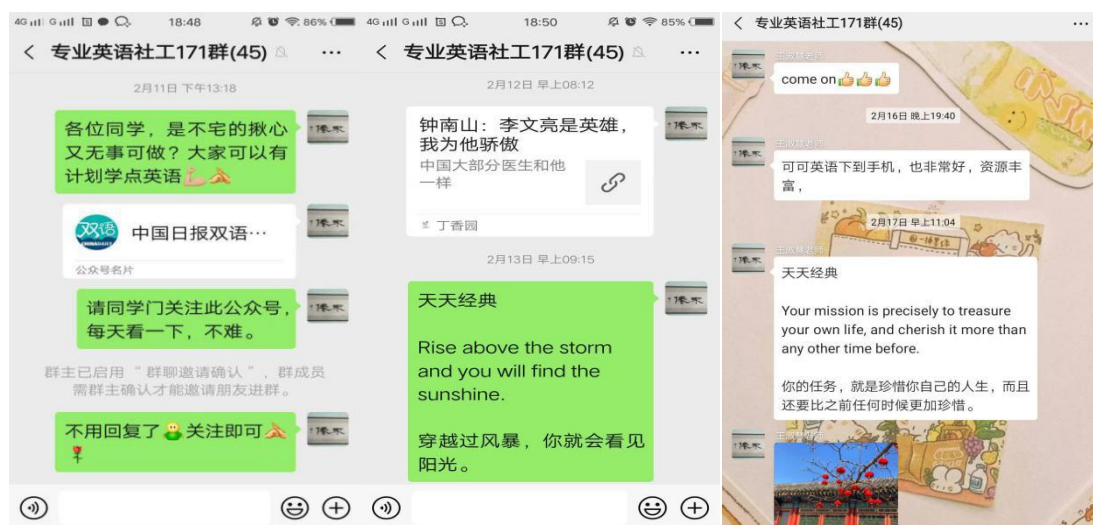 4G 18:48 86%
专业英语社工171群(45) ...
2月11日 下午13:18
各位同学，是不宅的揪心
又无事可做？大家可以有
计划学点英语
双语
CHINADAILY
中国日报双语…
公众号名片
请同学门关注此公众号，
每天看一下，不难。
群主已启用“群聊邀请确认”，群成员
需群主确认才能邀请朋友进群。
不用回复了 关注即可
4G 18:50 85%
专业英语社工171群(45) ...
2月12日 早上08:12
钟南山：李文亮是英雄，
我为他骄傲
中国大部分医生和他
一样
丁香园
2月13日 早上09:15
天天经典
Rise above the storm
and you will find the
sunshine.
穿越过风暴，你就会看见
阳光。
专业英语社工171群(45) ...
come on
2月16日 晚上19:40
可可英语下到手机，也非常好，资源丰
富，
2月17日 早上11:04
天天经典
Your mission is precisely to treasure
your own life, and cherish it more than
any other time before.
你的任务，就是珍惜你自己的人生，而且
还要比之前任何时候更加珍惜。